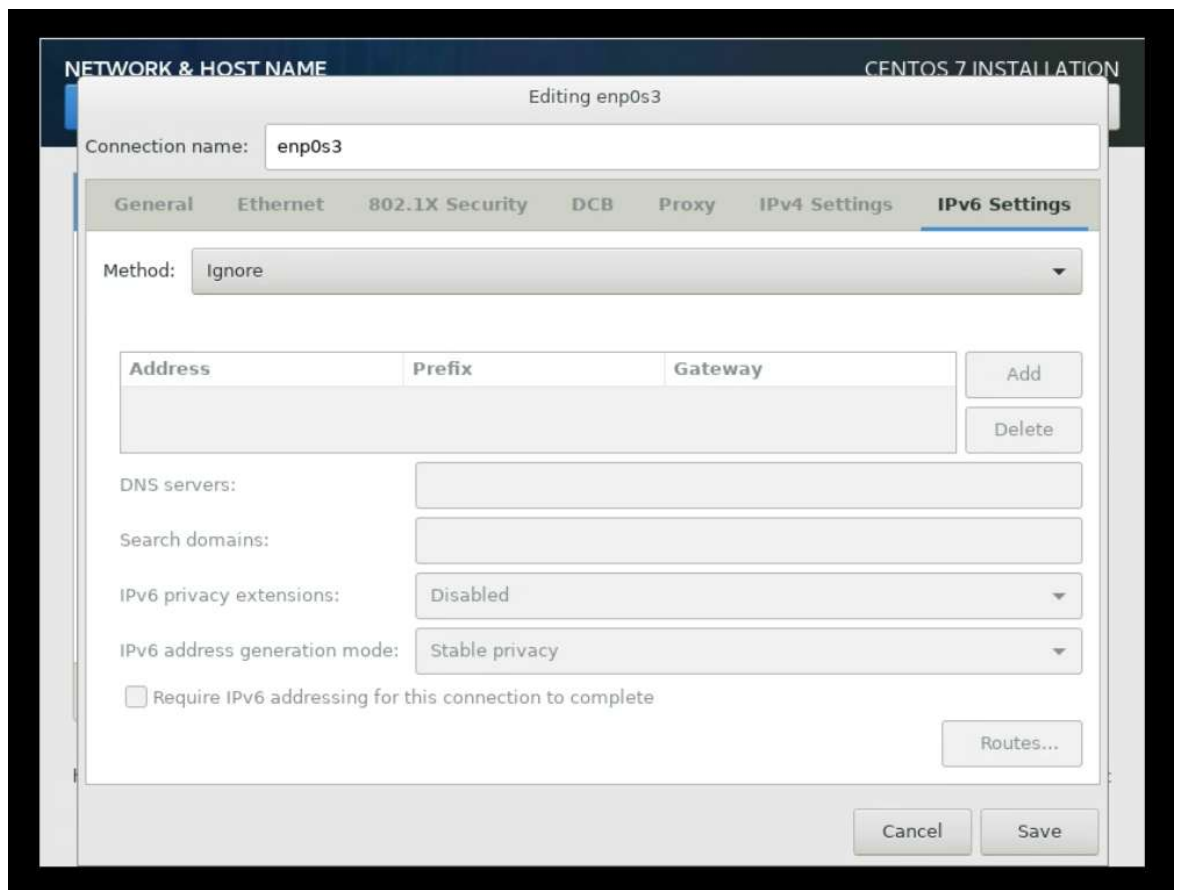 NETWORK & HOST NAME CENTOS 7 INSTALLATION
Editing enp0s3
Connection name: enp0s3
General Ethernet 802.1X Security DCB Proxy IPv4 Settings IPv6 Settings
Method: Ignore
Address Prefix Gateway
Add
Delete
DNS servers:
Search domains:
IPv6 privacy extensions: Disabled
IPv6 address generation mode: Stable privacy
Require IPv6 addressing for this connection to complete
Routes...
Cancel Save